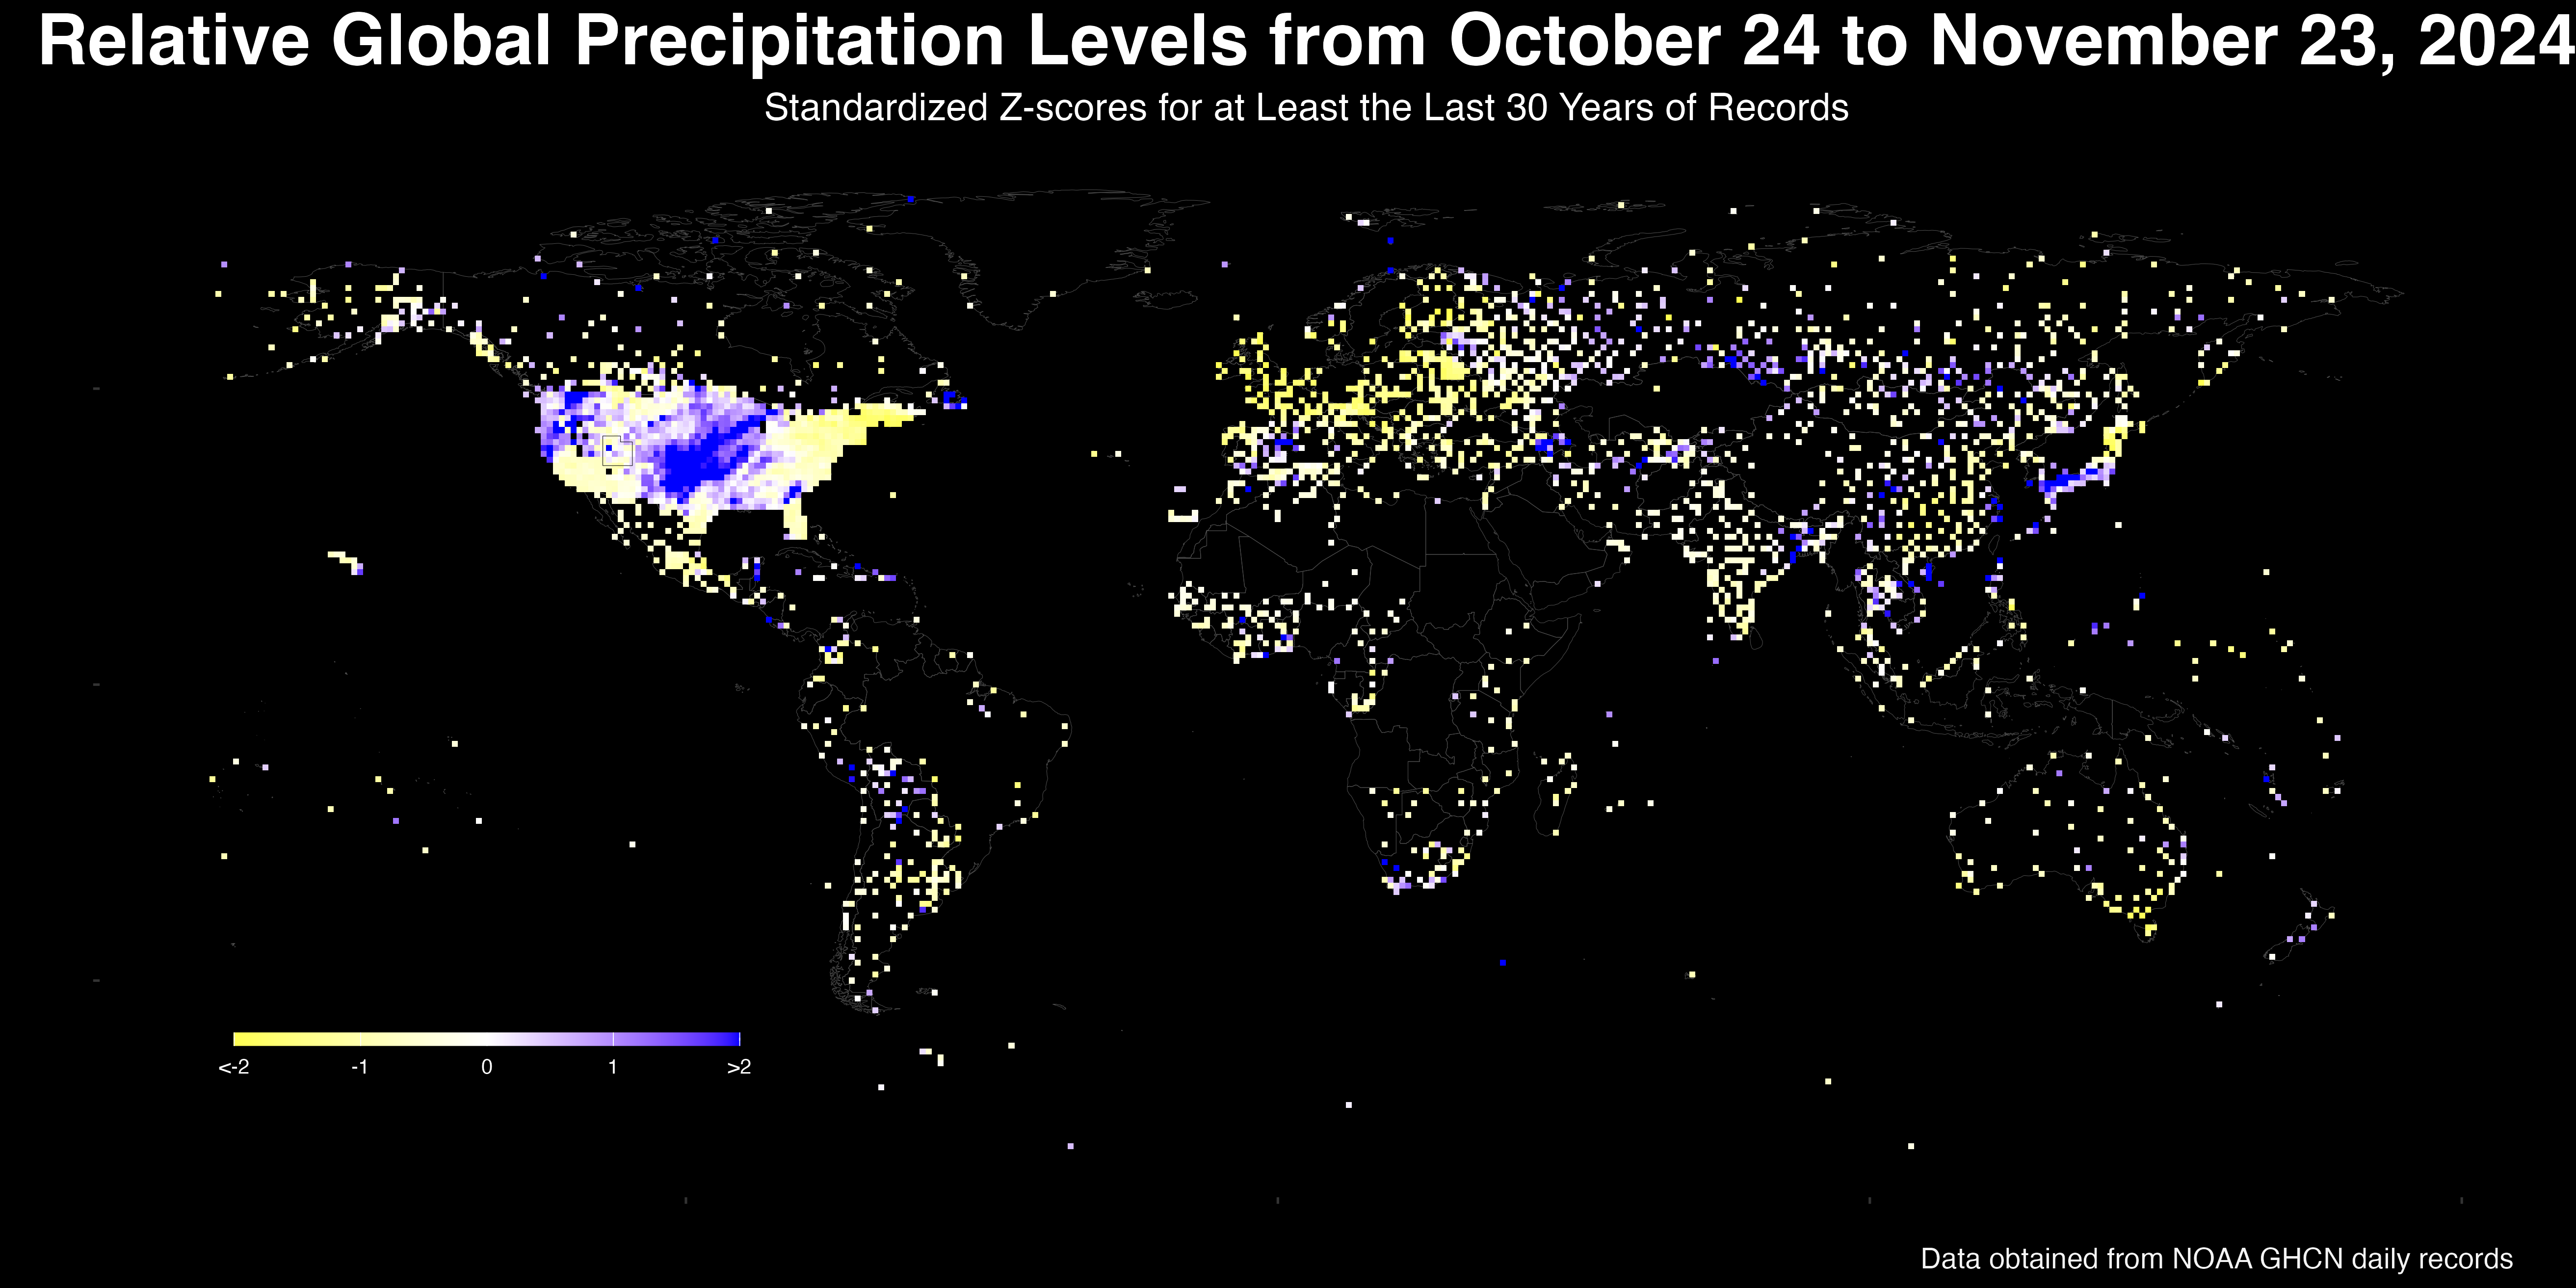 Relative Global Precipitation Levels from October 24 to November 23, 2024
Standardized Z-scores for at Least the Last 30 Years of Records
<-2 -1 0 1 >2
Data obtained from NOAA GHCN daily records